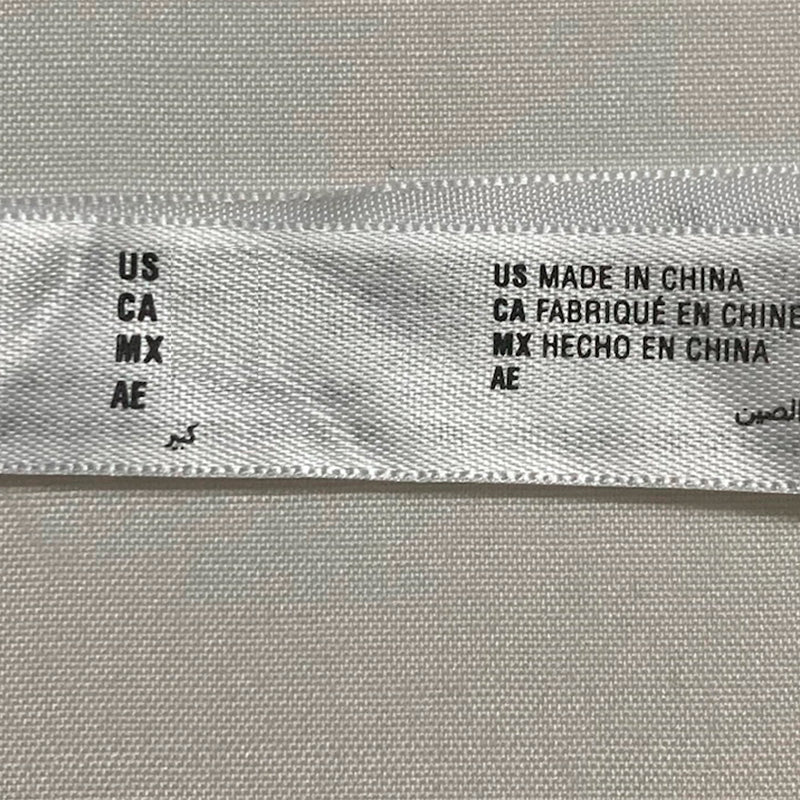 US
CA
MX
AE
كبير
US MADE IN CHINA
CA FABRIQUÉ EN CHINE
MX HECHO EN CHINA
AE
الصين